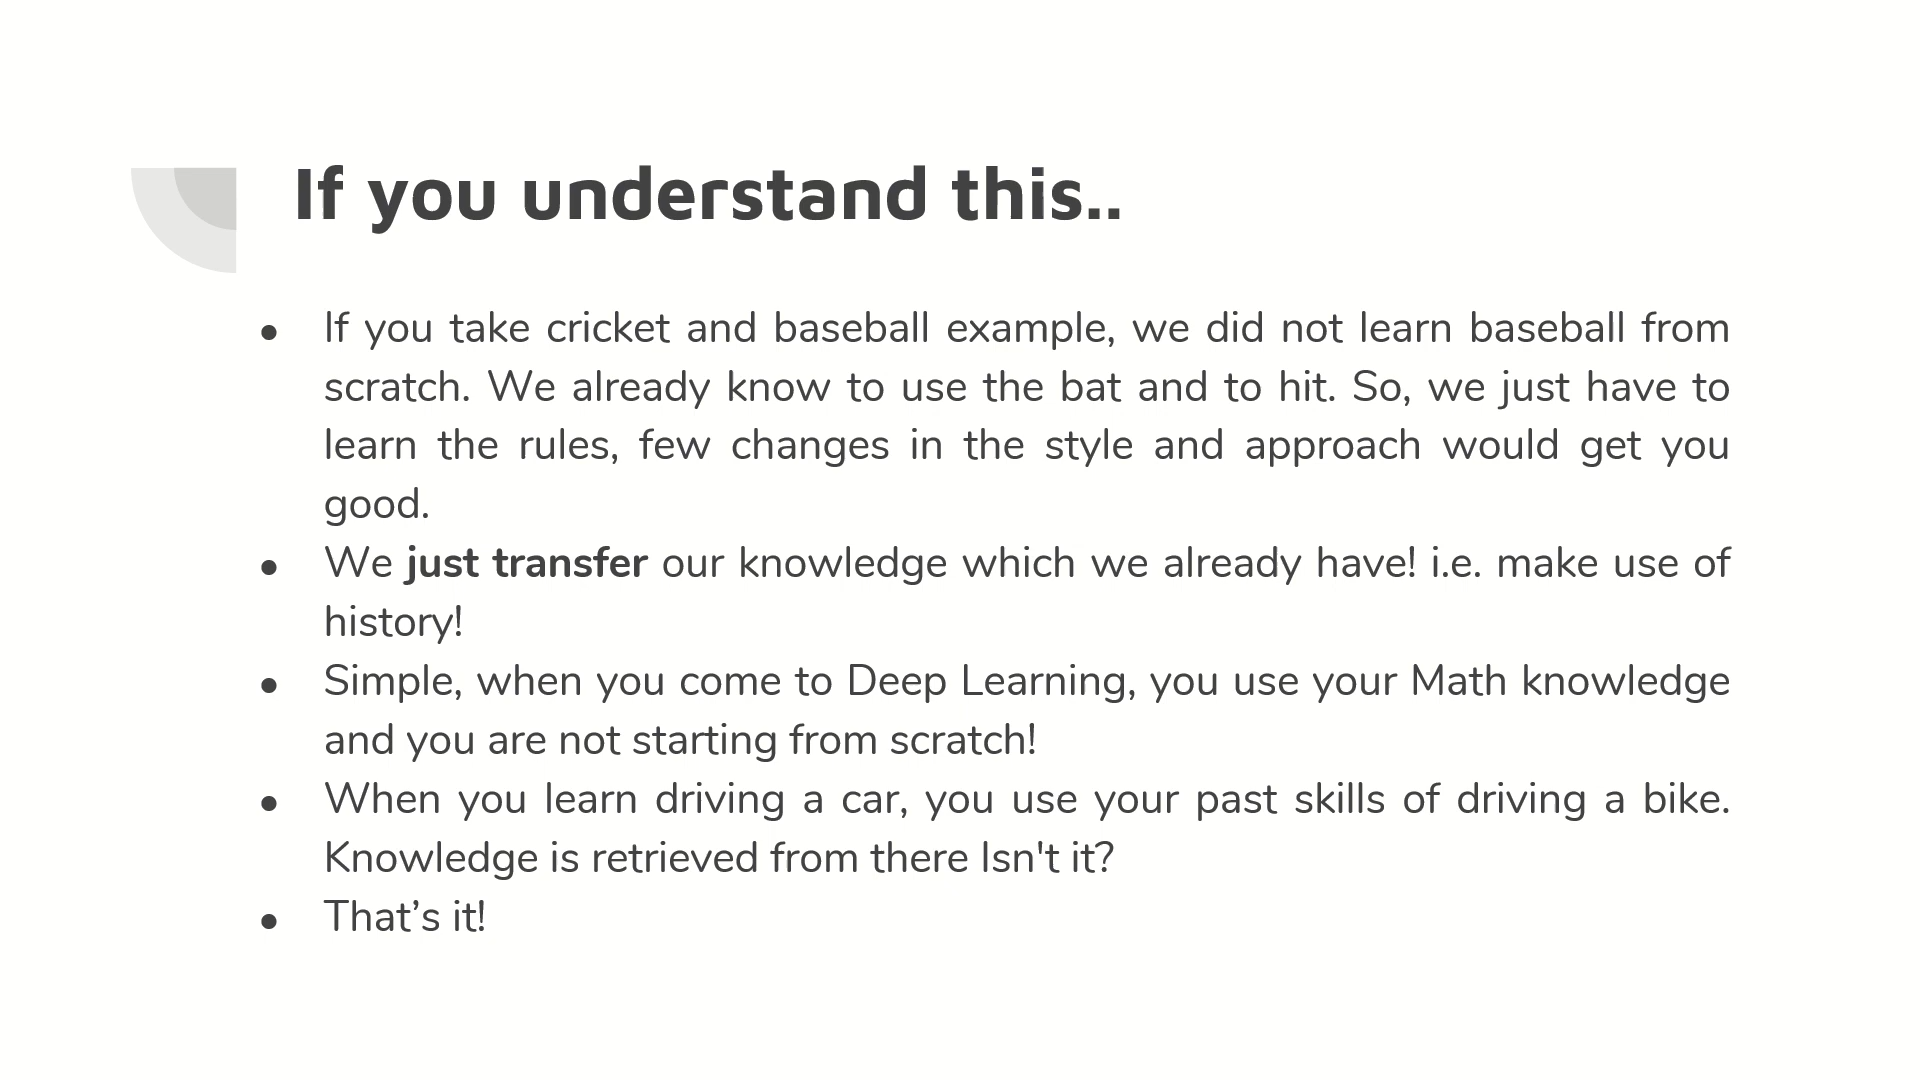 If you understand this..
● If you take cricket and baseball example, we did not learn baseball from
scratch. We already know to use the bat and to hit. So, we just have to
learn the rules, few changes in the style and approach would get you
good.
● We just transfer our knowledge which we already have! i.e. make use of
history!
● Simple, when you come to Deep Learning, you use your Math knowledge
and you are not starting from scratch!
● When you learn driving a car, you use your past skills of driving a bike.
Knowledge is retrieved from there Isn't it?
● That’s it!